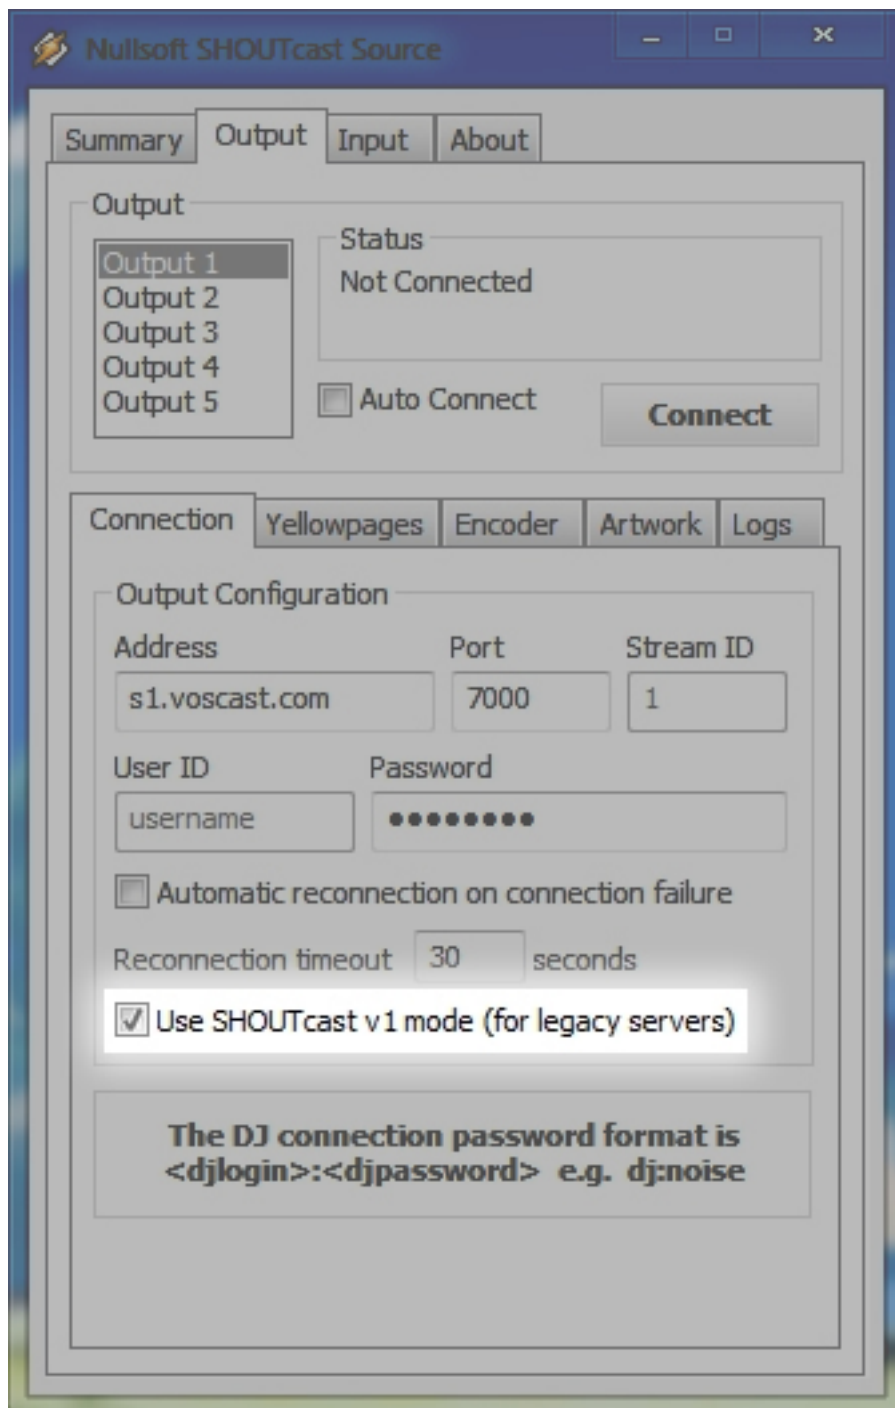 Nullsoft SHOUTcast Source
Summary Output Input About
Output
Output 1
Output 2
Output 3
Output 4
Output 5
Status
Not Connected
Auto Connect
Connect
Connection Yellowpages Encoder Artwork Logs
Output Configuration
Address Port Stream ID
s1.voscast.com 7000 1
User ID Password
username ●●●●●●●●
Automatic reconnection on connection failure
Reconnection timeout 30 seconds
Use SHOUTcast v1 mode (for legacy servers)
The DJ connection password format is
<djlogin>:<djpassword> e.g. dj:noise